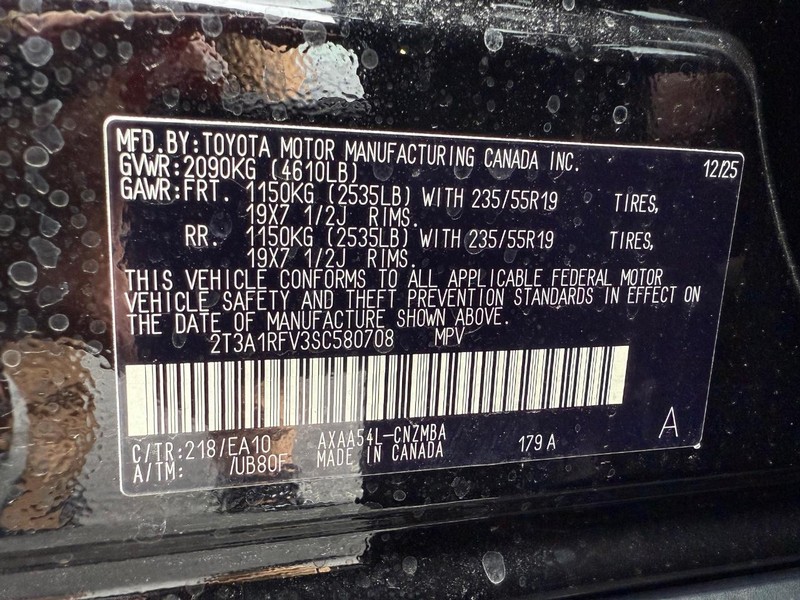 MFD.BY:TOYOTA MOTOR MANUFACTURING CANADA INC. 12/25
GVWR:2090KG (4610LB)
GAWR:FRT. 1150KG (2535LB) WITH 235/55R19 TIRES,
19X7 1/2J RIMS.
RR. 1150KG (2535LB) WITH 235/55R19 TIRES,
19X7 1/2J RIMS.
THIS VEHICLE CONFORMS TO ALL APPLICABLE FEDERAL MOTOR
VEHICLE SAFETY AND THEFT PREVENTION STANDARDS IN EFFECT ON
THE DATE OF MANUFACTURE SHOWN ABOVE.
2T3A1RFV3SC580708 MPV
C/TR:218/EA10 AXAA54L-CNZMBA 179 A A
A/TM: /UB80F MADE IN CANADA